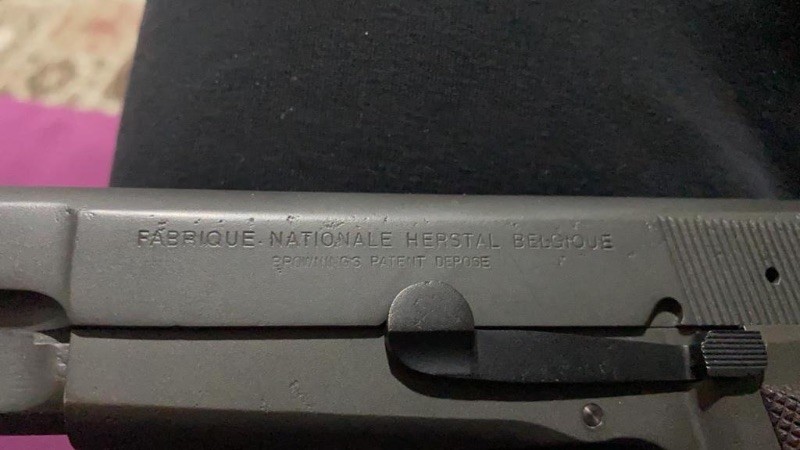 FABRIQUE NATIONALE HERSTAL BELGIQUE
BROWNING'S PATENT DEPOSE